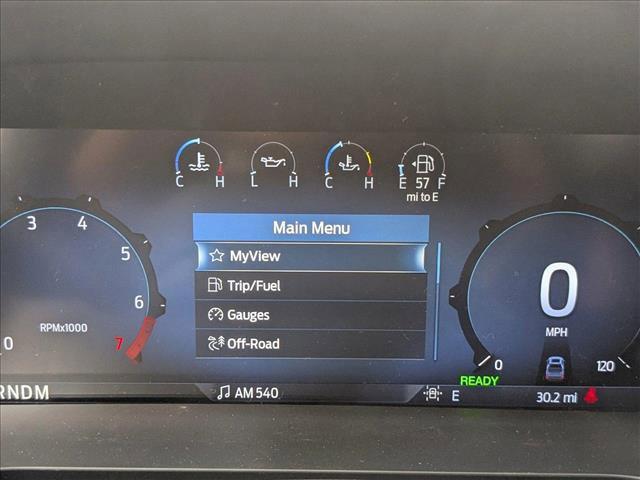 C H L H C H E 57 F
mi to E
Main Menu
MyView
Trip/Fuel
Gauges
Off-Road
3 4 5 6 7 0
RPMx1000
0
MPH
0 120
READY
RNDM
AM 540
E
30.2 mi